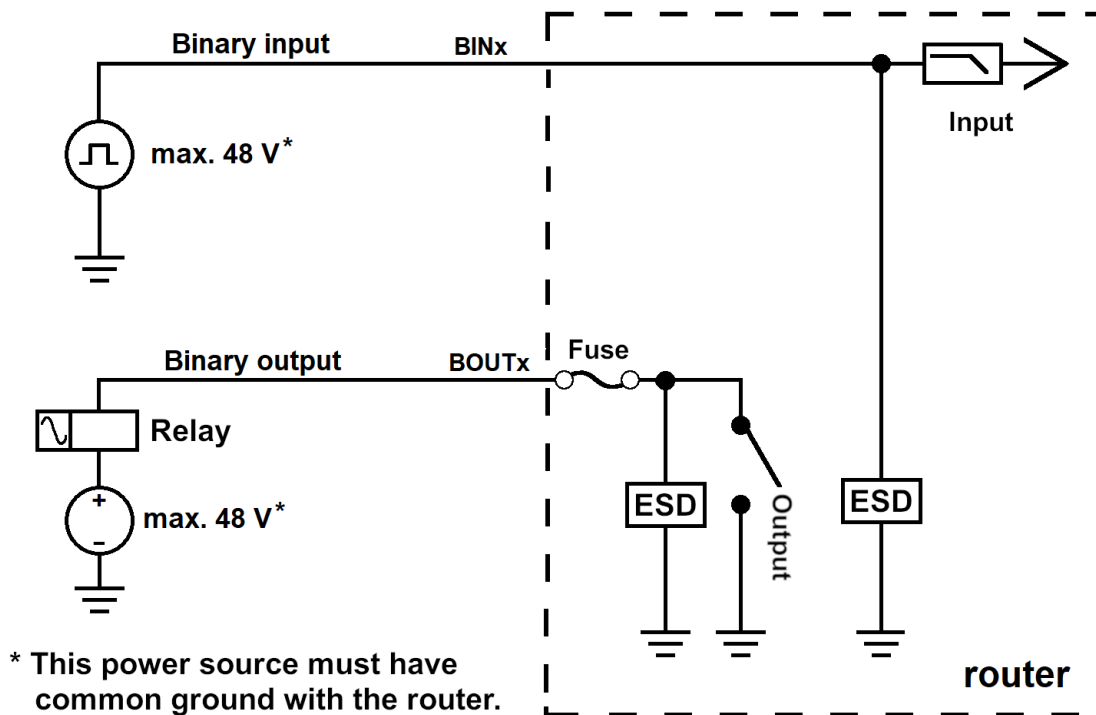 Binary input
BINx
Input
max. 48 V*
Binary output
BOUTx
Fuse
Relay
+
max. 48 V*
–
ESD
Output
ESD
* This power source must have
common ground with the router.
router